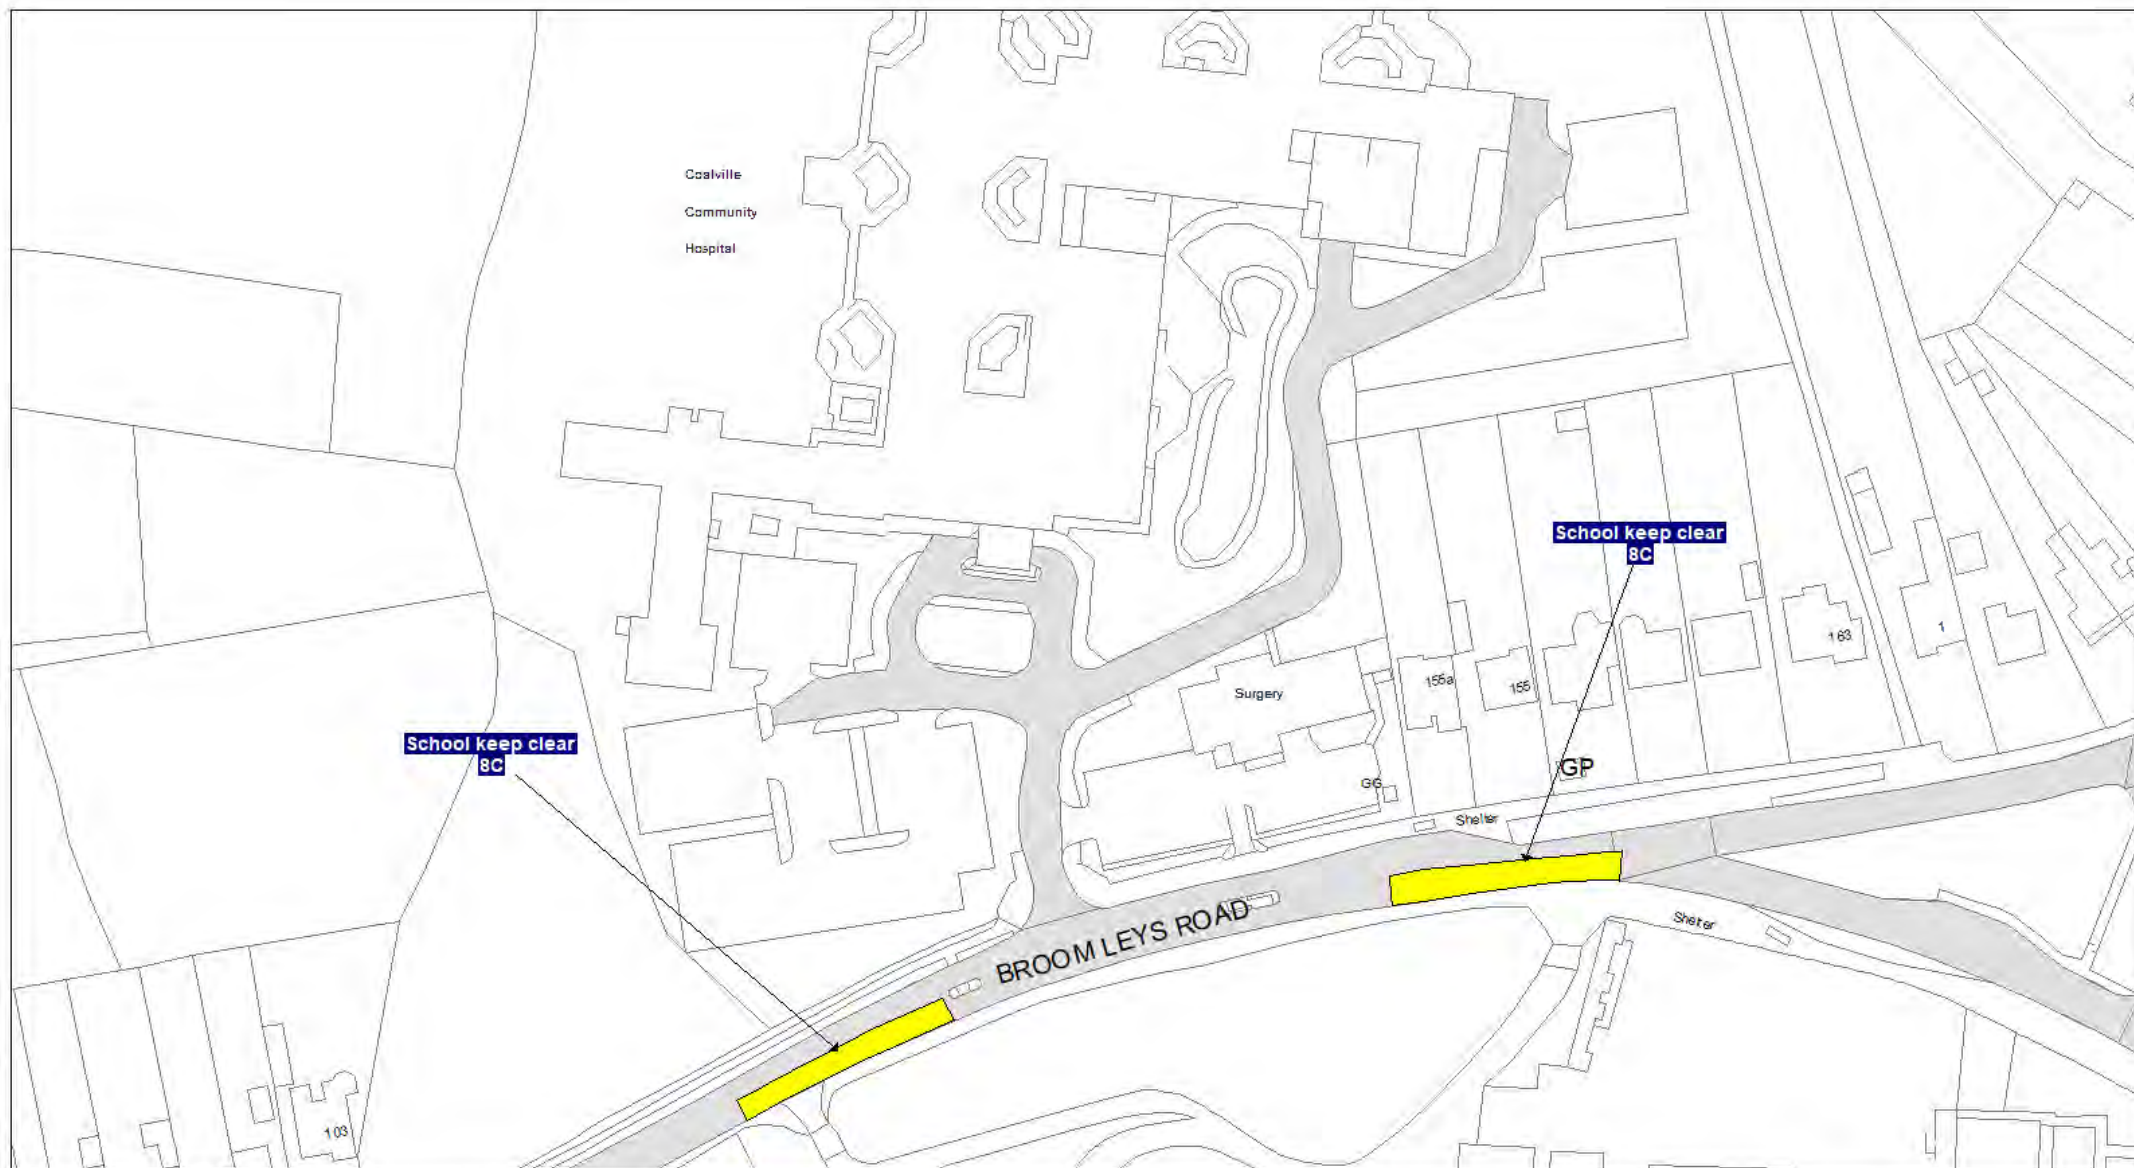 Coalville
Community
Hospital
School keep clear
8C
163
1
155a
155
Surgery
School keep clear
8C
GP
GG
Shelter
BROOM LEYS ROAD
Shelter
103